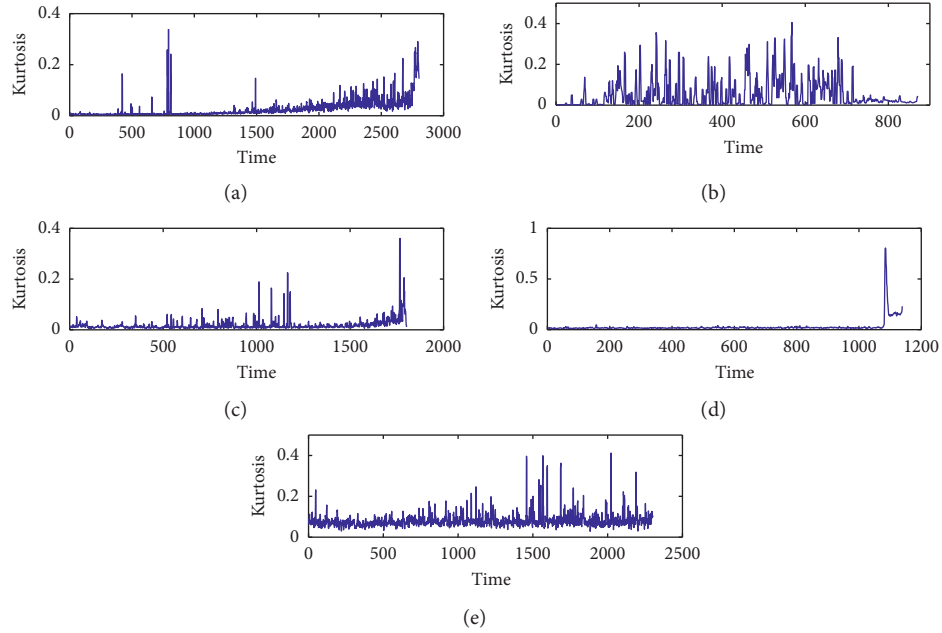 Kurtosis
0.4
0.2
0
0 500 1000 1500 2000 2500 3000
Time
(a)
Kurtosis
0.4
0.2
0
0 200 400 600 800
Time
(b)
Kurtosis
0.4
0.2
0
0 500 1000 1500 2000
Time
(c)
Kurtosis
1
0.5
0
0 200 400 600 800 1000 1200
Time
(d)
Kurtosis
0.4
0.2
0
0 500 1000 1500 2000 2500
Time
(e)